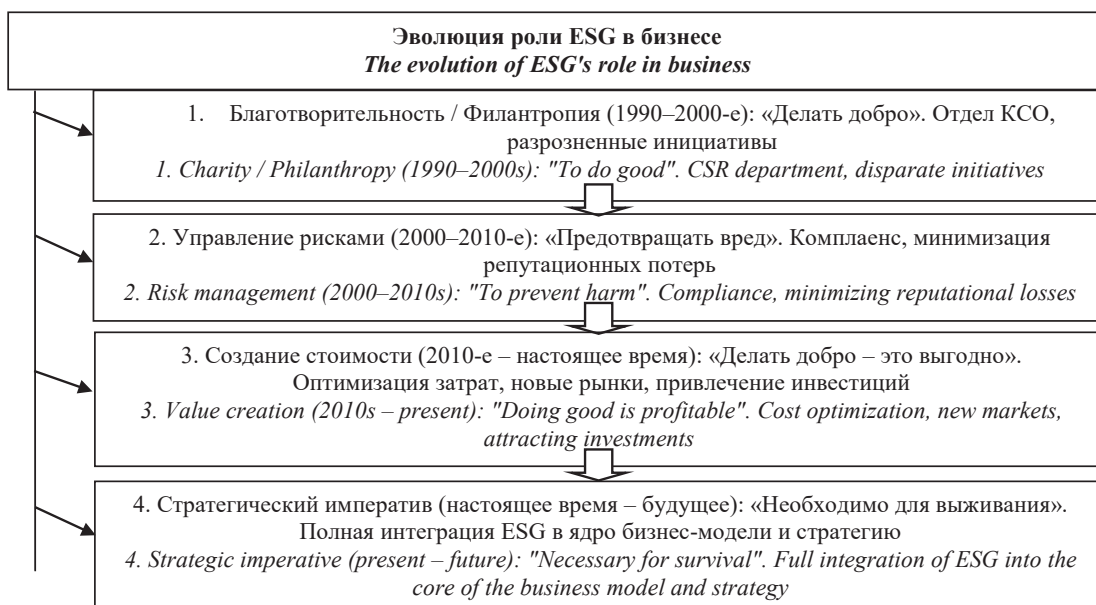 Эволюция роли ESG в бизнесе
The evolution of ESG's role in business
1. Благотворительность / Филантропия (1990–2000-е): «Делать добро». Отдел КСО,
разрозненные инициативы
1. Charity / Philanthropy (1990–2000s): "To do good". CSR department, disparate initiatives
2. Управление рисками (2000–2010-е): «Предотвращать вред». Комплаенс, минимизация
репутационных потерь
2. Risk management (2000–2010s): "To prevent harm". Compliance, minimizing reputational losses
3. Создание стоимости (2010-е – настоящее время): «Делать добро – это выгодно».
Оптимизация затрат, новые рынки, привлечение инвестиций
3. Value creation (2010s – present): "Doing good is profitable". Cost optimization, new markets,
attracting investments
4. Стратегический императив (настоящее время – будущее): «Необходимо для выживания».
Полная интеграция ESG в ядро бизнес-модели и стратегию
4. Strategic imperative (present – future): "Necessary for survival". Full integration of ESG into the
core of the business model and strategy